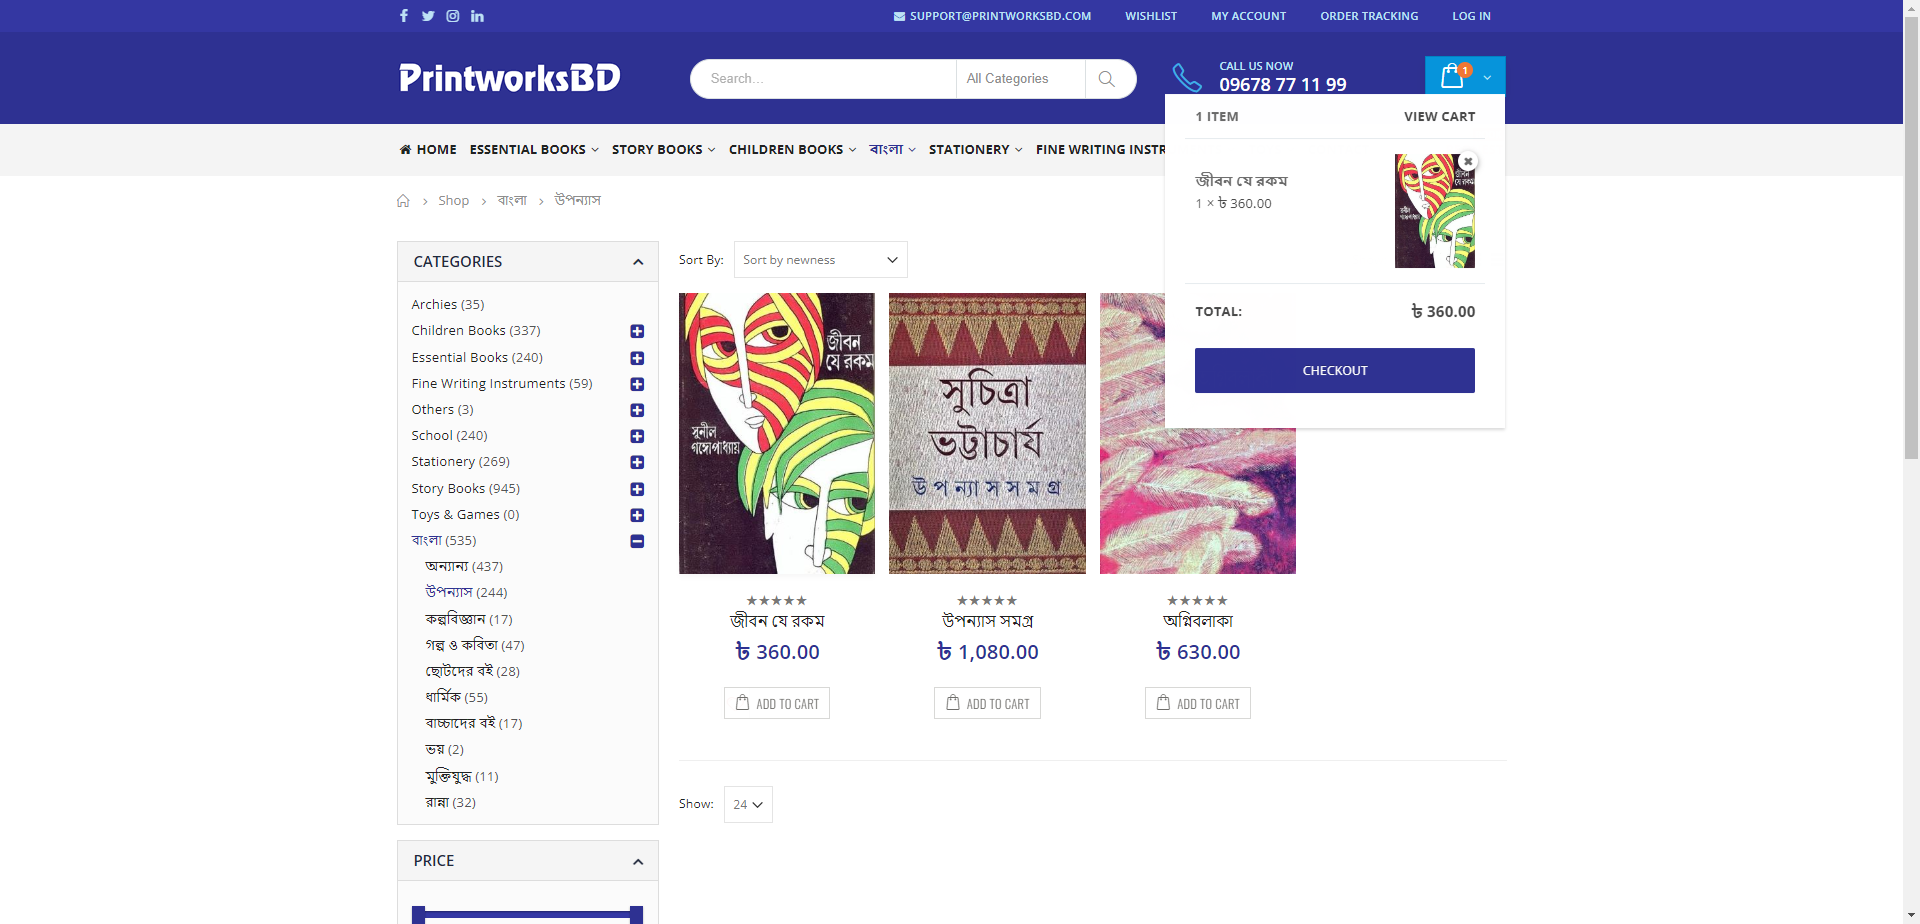 SUPPORT@PRINTWORKSBD.COM WISHLIST MY ACCOUNT ORDER TRACKING LOG IN
PrintworksBD
Search...
All Categories
CALL US NOW
09678 77 11 99
1
HOME ESSENTIAL BOOKS STORY BOOKS CHILDREN BOOKS বাংলা STATIONERY FINE WRITING INSTR
1 ITEM VIEW CART
জীবন যে রকম
1 × ৳ 360.00
জীবন
যে রকম
সুনীল
গঙ্গোপাধ্যায়
TOTAL: ৳ 360.00
CHECKOUT
Shop বাংলা উপন্যাস
CATEGORIES
Archies (35)
Children Books (337)
Essential Books (240)
Fine Writing Instruments (59)
Others (3)
School (240)
Stationery (269)
Story Books (945)
Toys & Games (0)
বাংলা (535)
অন্যান্য (437)
উপন্যাস (244)
কল্পবিজ্ঞান (17)
গল্প ও কবিতা (47)
ছোটদের বই (28)
ধার্মিক (55)
বাচ্চাদের বই (17)
ভয় (2)
মুক্তিযুদ্ধ (11)
রান্না (32)
PRICE
Sort By: Sort by newness
জীবন
যে রকম
সুনীল
গঙ্গোপাধ্যায়
সুচিত্রা
ভট্টাচার্য
উপন্যাস সমগ্র
জীবন যে রকম
৳ 360.00
ADD TO CART
উপন্যাস সমগ্র
৳ 1,080.00
ADD TO CART
অগ্নিবলাকা
৳ 630.00
ADD TO CART
Show: 24